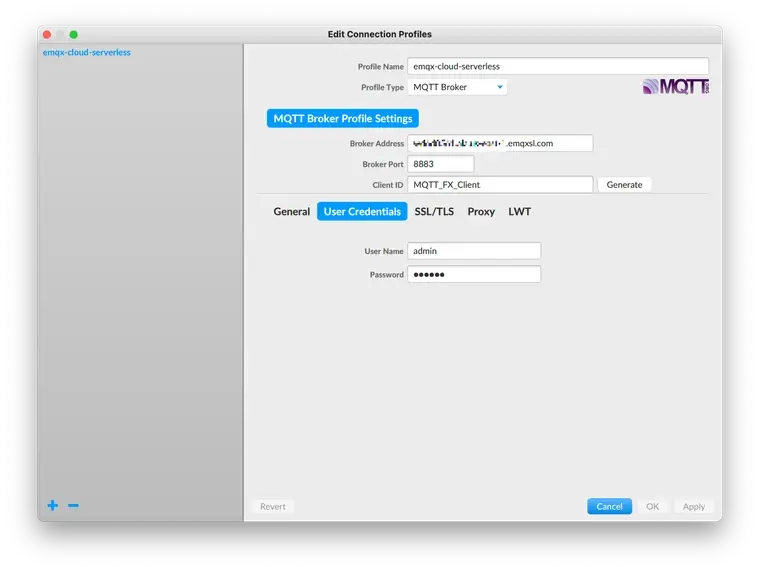 Edit Connection Profiles
emqx-cloud-serverless
Profile Name emqx-cloud-serverless
Profile Type MQTT Broker
MQTT
MQTT Broker Profile Settings
Broker Address .emqxsl.com
Broker Port 8883
Client ID MQTT_FX_Client Generate
General User Credentials SSL/TLS Proxy LWT
User Name admin
Password ●●●●●●
Revert Cancel OK Apply